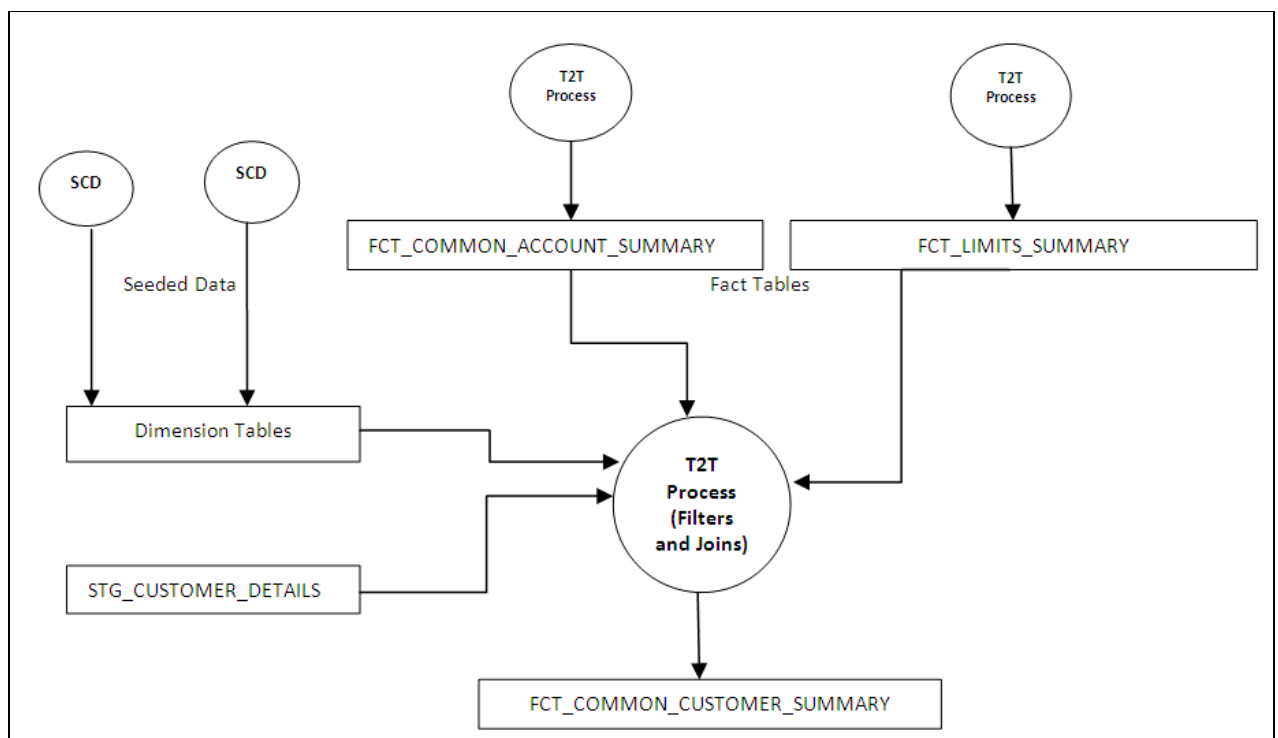 T2T
Process
T2T
Process
SCD
SCD
FCT_COMMON_ACCOUNT_SUMMARY
FCT_LIMITS_SUMMARY
Seeded Data
Fact Tables
Dimension Tables
T2T
Process
(Filters
and Joins)
STG_CUSTOMER_DETAILS
FCT_COMMON_CUSTOMER_SUMMARY